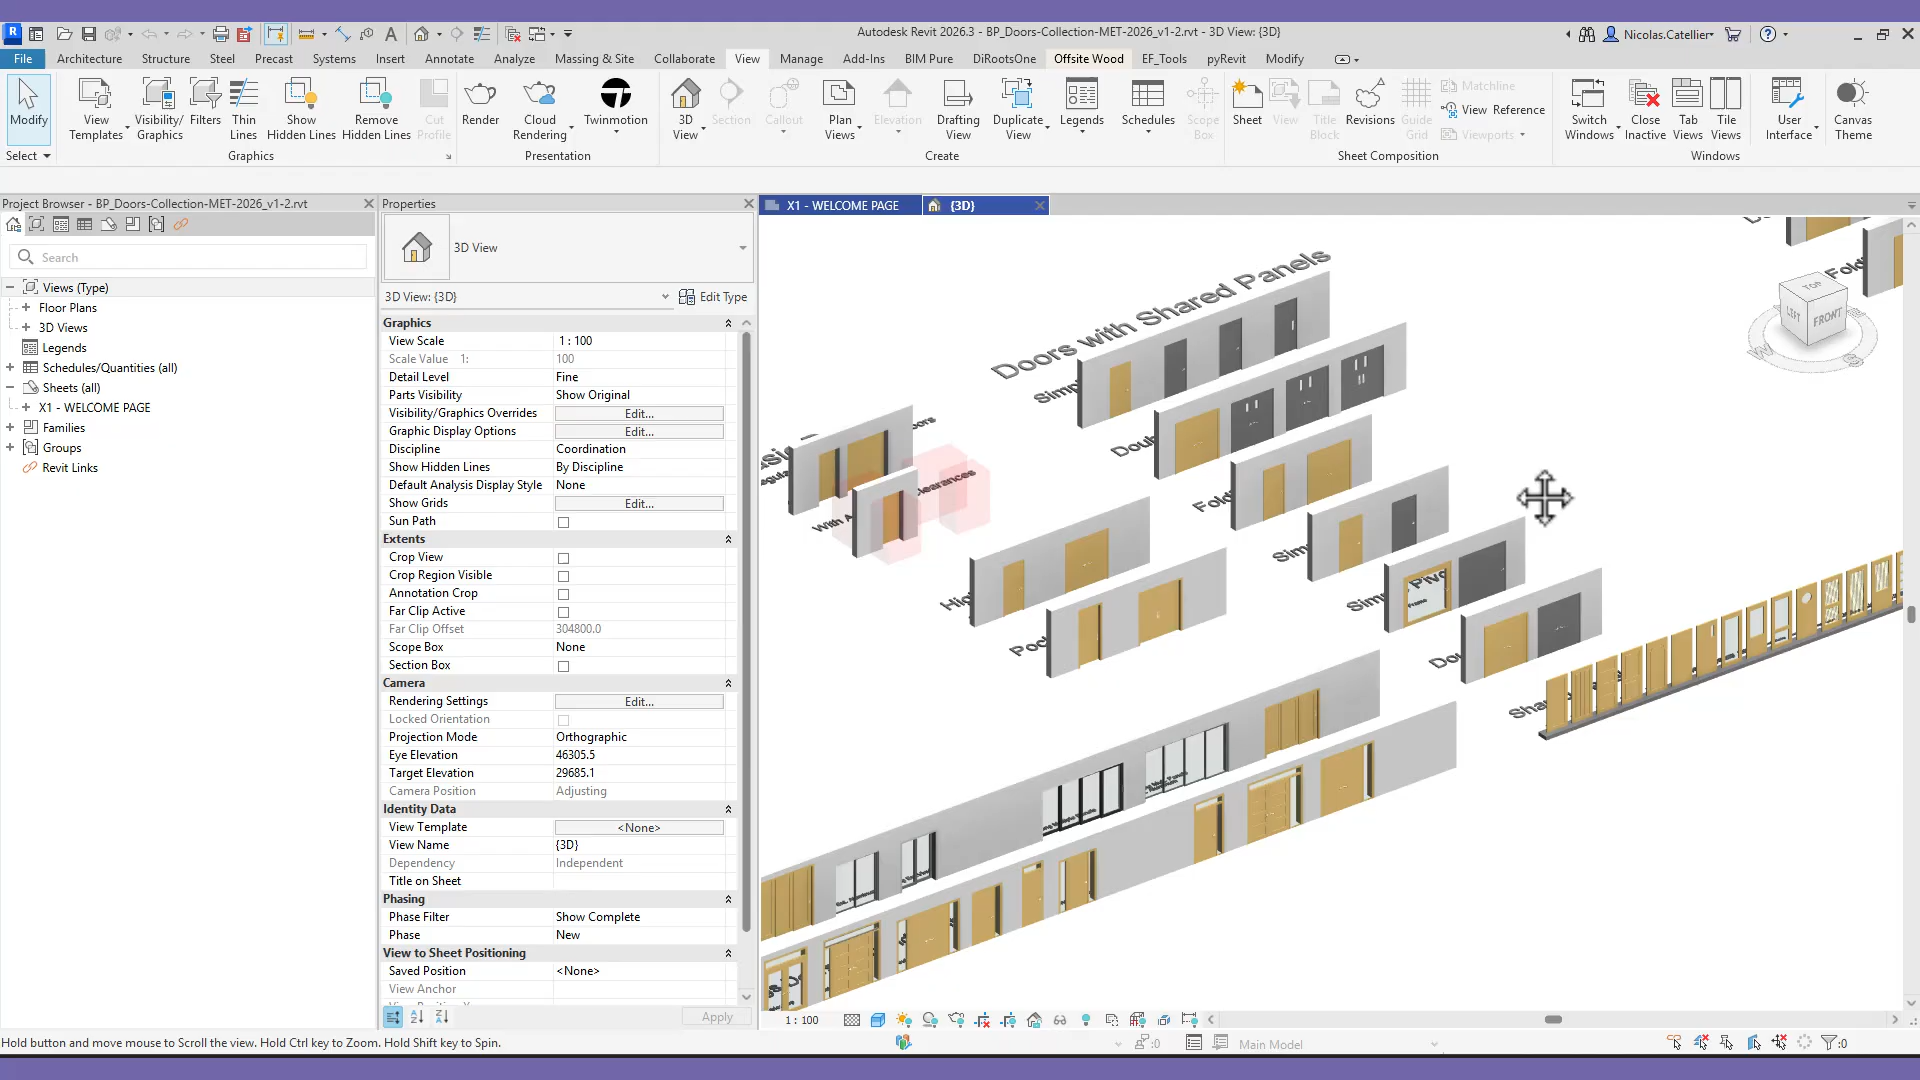 Autodesk Revit 2026.3 - BP_Doors-Collection-MET-2026_v1-2.rvt - 3D View: {3D}
Nicolas.Catellier
File Architecture Structure Steel Precast Systems Insert Annotate Analyze Massing & Site Collaborate View Manage Add-Ins BIM Pure DiRootsOne Offsite Wood EF_Tools pyRevit Modify
Modify
View Templates
Visibility/ Graphics
Filters
Thin Lines
Show Hidden Lines
Remove Hidden Lines
Cut Profile
Render
Cloud Rendering
Twinmotion
3D View
Section
Callout
Plan Views
Elevation
Drafting View
Duplicate View
Legends
Schedules
Scope Box
Sheet
View
Title Block
Revisions
Guide Grid
Matchline
View Reference
Viewports
Switch Windows
Close Inactive
Tab Views
Tile Views
User Interface
Canvas Theme
Select Graphics Presentation Create Sheet Composition Windows
Project Browser - BP_Doors-Collection-MET-2026_v1-2.rvt
Search
Views (Type)
Floor Plans
3D Views
Legends
Schedules/Quantities (all)
Sheets (all)
X1 - WELCOME PAGE
Families
Groups
Revit Links
Properties
3D View
3D View: {3D} Edit Type
Graphics
View Scale 1 : 100
Scale Value 1: 100
Detail Level Fine
Parts Visibility Show Original
Visibility/Graphics Overrides Edit...
Graphic Display Options Edit...
Discipline Coordination
Show Hidden Lines By Discipline
Default Analysis Display Style None
Show Grids Edit...
Sun Path
Extents
Crop View
Crop Region Visible
Annotation Crop
Far Clip Active
Far Clip Offset 304800.0
Scope Box None
Section Box
Camera
Rendering Settings Edit...
Locked Orientation
Projection Mode Orthographic
Eye Elevation 46305.5
Target Elevation 29685.1
Camera Position Adjusting
Identity Data
View Template <None>
View Name {3D}
Dependency Independent
Title on Sheet
Phasing
Phase Filter Show Complete
Phase New
View to Sheet Positioning
Saved Position <None>
View Anchor
Apply
X1 - WELCOME PAGE {3D}
Doors with Shared Panels
TOP
LEFT
FRONT
W
S
1 : 100
Hold button and move mouse to Scroll the view. Hold Ctrl key to Zoom. Hold Shift key to Spin.
:0
Main Model
:0